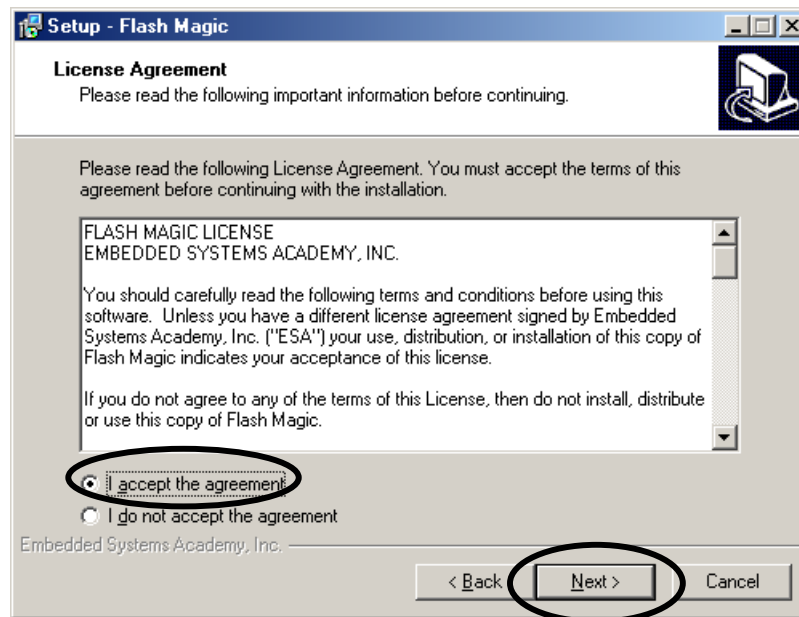 Setup - Flash Magic
License Agreement
Please read the following important information before continuing.
Please read the following License Agreement. You must accept the terms of this
agreement before continuing with the installation.
FLASH MAGIC LICENSE
EMBEDDED SYSTEMS ACADEMY, INC.
You should carefully read the following terms and conditions before using this
software. Unless you have a different license agreement signed by Embedded
Systems Academy, Inc. ("ESA") your use, distribution, or installation of this copy of
Flash Magic indicates your acceptance of this license.
If you do not agree to any of the terms of this License, then do not install, distribute
or use this copy of Flash Magic.
I accept the agreement
I do not accept the agreement
Embedded Systems Academy, Inc.
< Back Next > Cancel